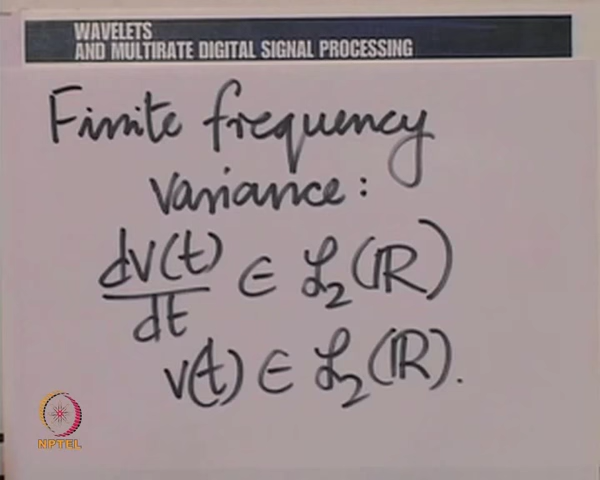 WAVELETS
AND MULTIRATE DIGITAL SIGNAL PROCESSING
Finite frequency
variance:
dv(t)/dt ∈ ℒ₂(ℝ)
v(t) ∈ ℒ₂(ℝ).
NPTEL